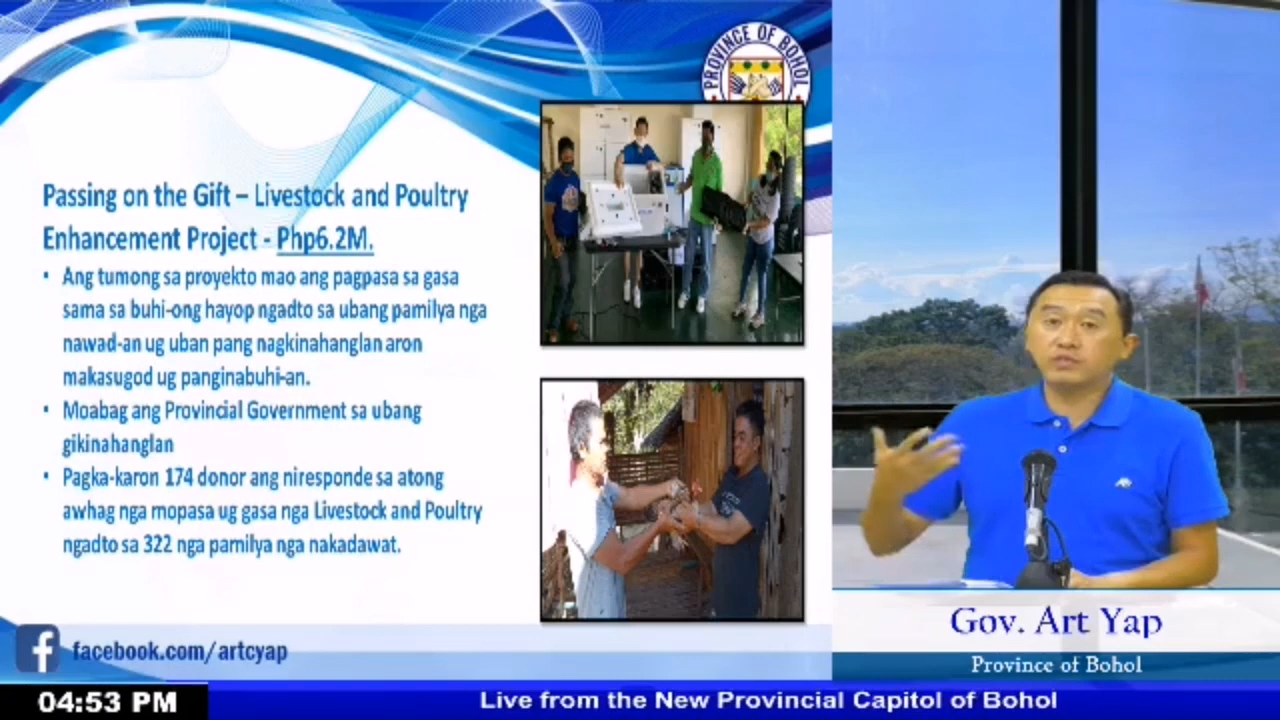 PROVINCE OF BOHOL
Passing on the Gift – Livestock and Poultry
Enhancement Project - Php6.2M.
• Ang tumong sa proyekto mao ang pagpasa sa gasa
sama sa buhi-ong hayop ngadto sa ubang pamilya nga
nawad-an ug uban pang nagkinahanglan aron
makasugod ug panginabuhi-an.
• Moabag ang Provincial Government sa ubang
gikinahanglan
• Pagka-karon 174 donor ang niresponde sa atong
awhag nga mopasa ug gasa nga Livestock and Poultry
ngadto sa 322 nga pamilya nga nakadawat.
facebook.com/artcyap
Gov. Art Yap
Province of Bohol
04:53 PM
Live from the New Provincial Capitol of Bohol